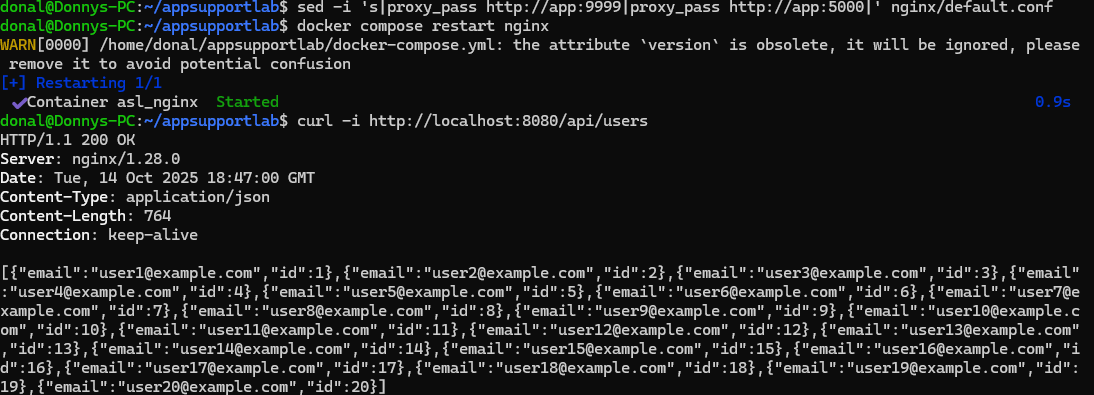 donal@Donnys-PC:~/appsupportlab$ sed -i 's|proxy_pass http://app:9999|proxy_pass http://app:5000|' nginx/default.conf
donal@Donnys-PC:~/appsupportlab$ docker compose restart nginx
WARN[0000] /home/donal/appsupportlab/docker-compose.yml: the attribute `version` is obsolete, it will be ignored, please
 remove it to avoid potential confusion
[+] Restarting 1/1
 ✔Container asl_nginx  Started 0.9s
donal@Donnys-PC:~/appsupportlab$ curl -i http://localhost:8080/api/users
HTTP/1.1 200 OK
Server: nginx/1.28.0
Date: Tue, 14 Oct 2025 18:47:00 GMT
Content-Type: application/json
Content-Length: 764
Connection: keep-alive

[{"email":"user1@example.com","id":1},{"email":"user2@example.com","id":2},{"email":"user3@example.com","id":3},{"email"
:"user4@example.com","id":4},{"email":"user5@example.com","id":5},{"email":"user6@example.com","id":6},{"email":"user7@e
xample.com","id":7},{"email":"user8@example.com","id":8},{"email":"user9@example.com","id":9},{"email":"user10@example.c
om","id":10},{"email":"user11@example.com","id":11},{"email":"user12@example.com","id":12},{"email":"user13@example.com"
,"id":13},{"email":"user14@example.com","id":14},{"email":"user15@example.com","id":15},{"email":"user16@example.com","i
d":16},{"email":"user17@example.com","id":17},{"email":"user18@example.com","id":18},{"email":"user19@example.com","id":
19},{"email":"user20@example.com","id":20}]